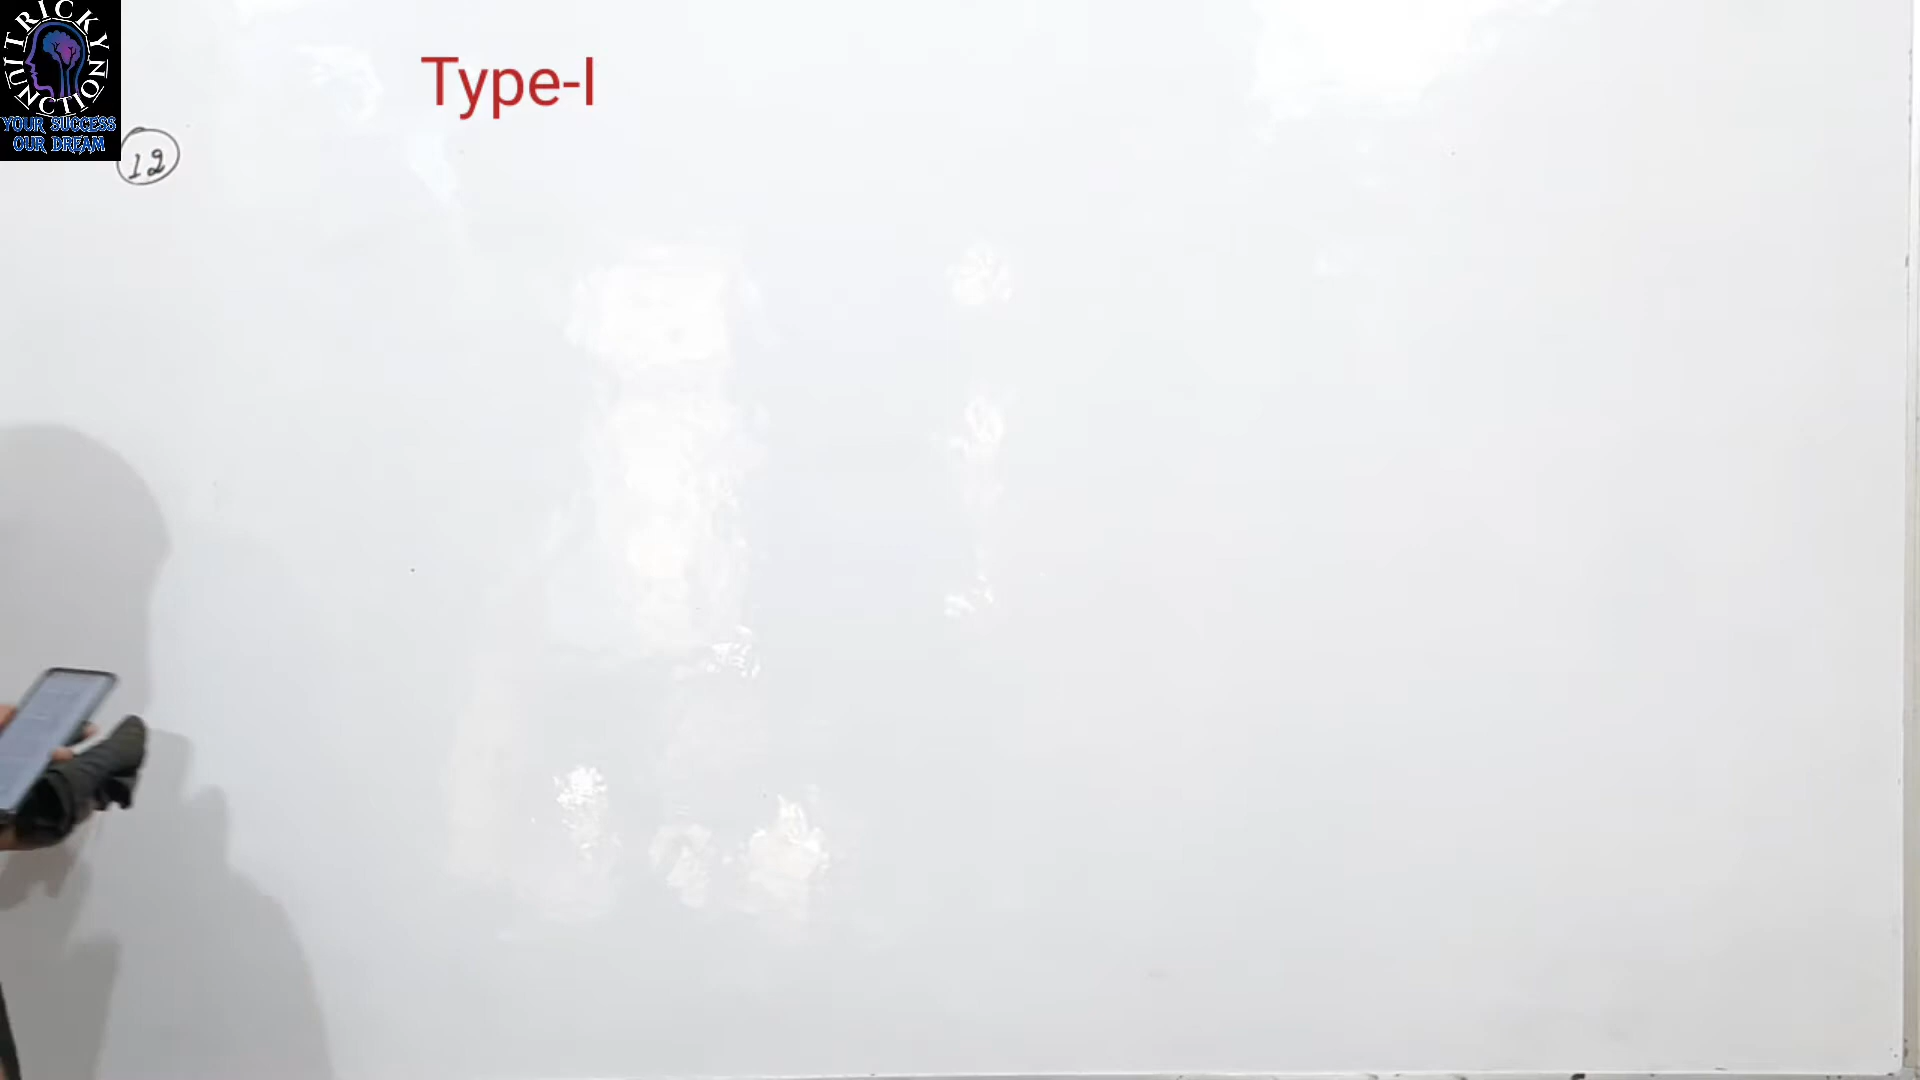 TRICKY
JUNCTION
YOUR SUCCESS
OUR DREAM
Type-I
12